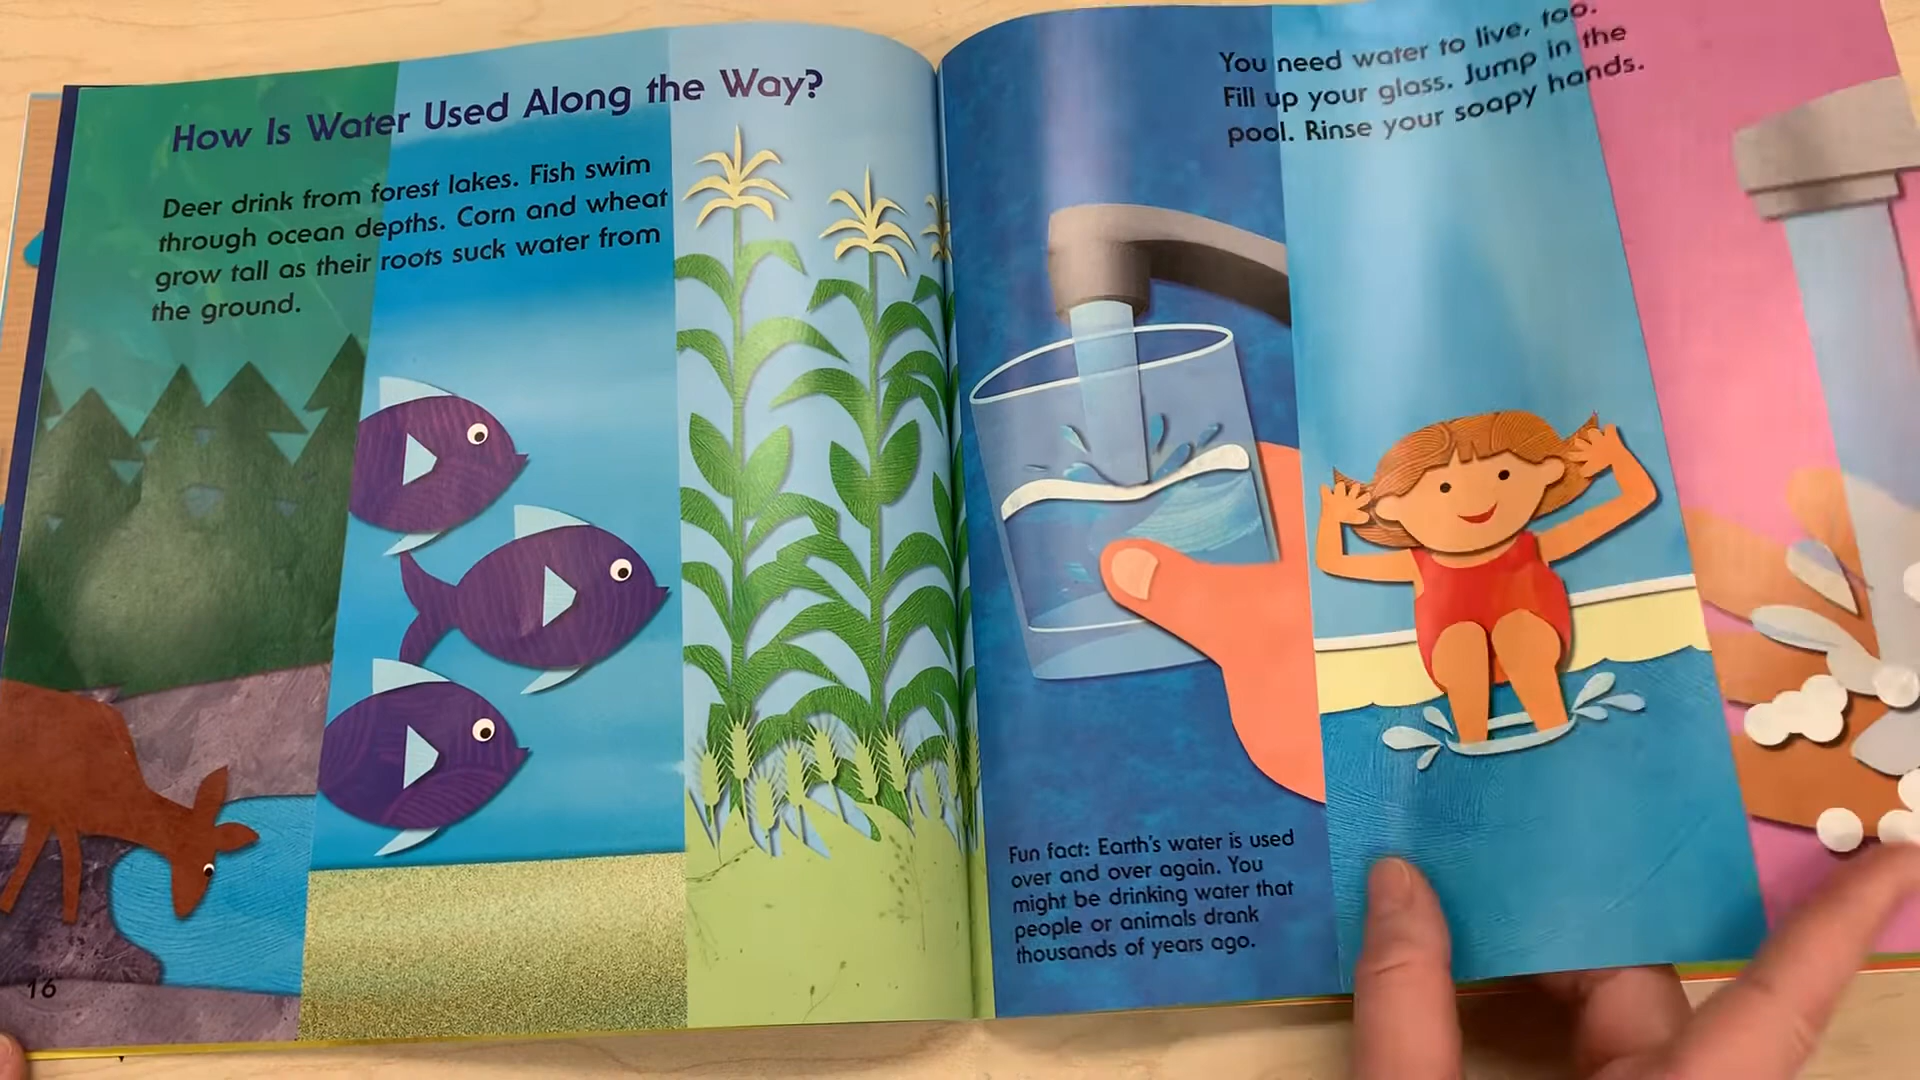 How Is Water Used Along the Way?
Deer drink from forest lakes. Fish swim
through ocean depths. Corn and wheat
grow tall as their roots suck water from
the ground.
16
You need water to live, too.
Fill up your glass. Jump in the
pool. Rinse your soapy hands.
Fun fact: Earth's water is used
over and over again. You
might be drinking water that
people or animals drank
thousands of years ago.